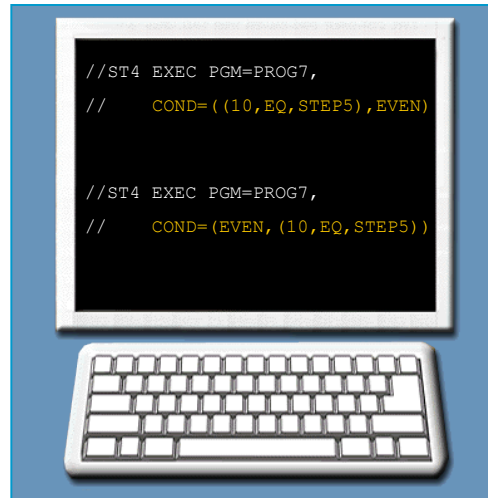 //ST4 EXEC PGM=PROG7,
//    COND=((10,EQ,STEP5),EVEN)
//ST4 EXEC PGM=PROG7,
//    COND=(EVEN,(10,EQ,STEP5))